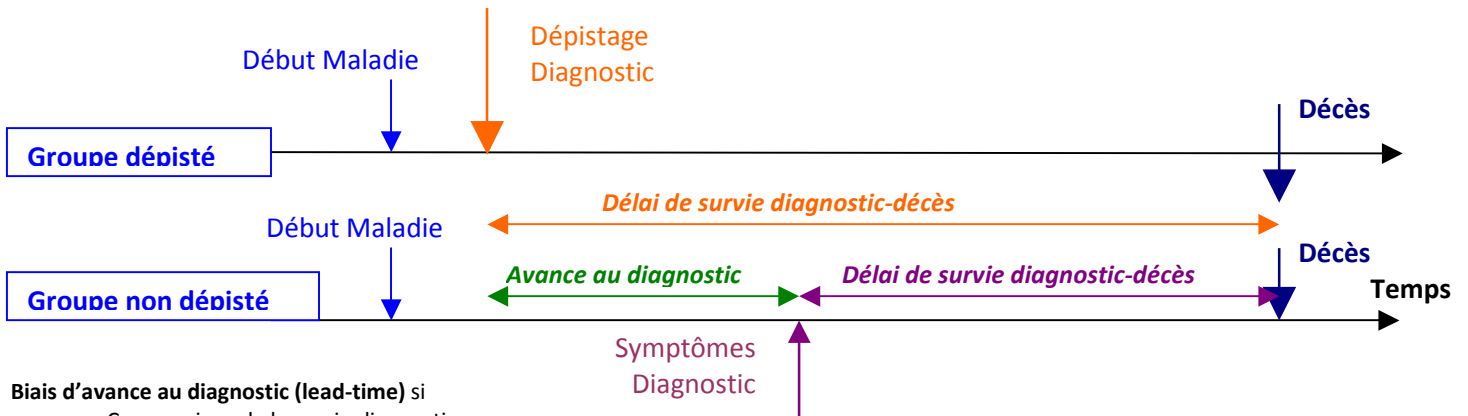 Dépistage
Diagnostic
Début Maladie
Décès
Groupe dépisté
Délai de survie diagnostic-décès
Début Maladie
Décès
Avance au diagnostic
Délai de survie diagnostic-décès
Temps
Groupe non dépisté
Symptômes
Diagnostic
Biais d’avance au diagnostic (lead-time) si